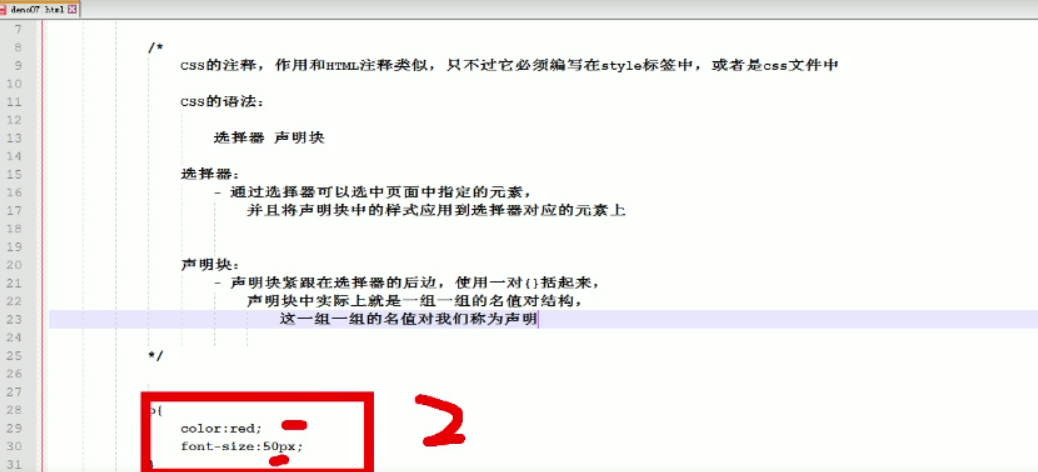 deno07.html
7
8 /*
9 CSS的注释，作用和HTML注释类似，只不过它必须编写在style标签中，或者是css文件中
10
11 CSS的语法：
12
13 选择器 声明块
14
15 选择器：
16 - 通过选择器可以选中页面中指定的元素，
17 并且将声明块中的样式应用到选择器对应的元素上
18
19
20 声明块：
21 - 声明块紧跟在选择器的后边，使用一对{}括起来，
22 声明块中实际上就是一组一组的名值对结构，
23 这一组一组的名值对我们称为声明
24
25 */
26
27
28 p{
29 color:red;
30 font-size:50px;
31 }
2